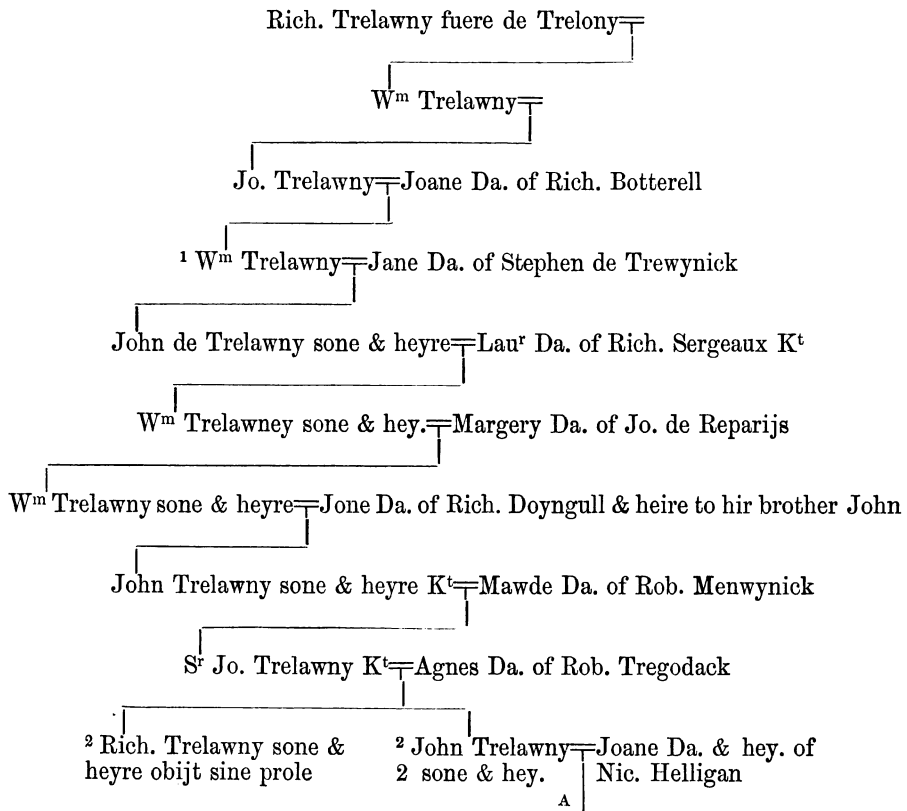 Rich. Trelawny fuere de Trelony
Wᵐ Trelawny
Jo. Trelawny Joane Da. of Rich. Botterell
¹ Wᵐ Trelawny Jane Da. of Stephen de Trewynick
John de Trelawny sone & heyre Lauʳ Da. of Rich. Sergeaux Kᵗ
Wᵐ Trelawney sone & hey. Margery Da. of Jo. de Reparijs
Wᵐ Trelawny sone & heyre Jone Da. of Rich. Doyngull & heire to hir brother John
John Trelawny sone & heyre Kᵗ Mawde Da. of Rob. Menwynick
Sʳ Jo. Trelawny Kᵗ Agnes Da. of Rob. Tregodack
² Rich. Trelawny sone &
heyre obijt sine prole
² John Trelawny
2 sone & hey.
Joane Da. & hey. of
Nic. Helligan
A